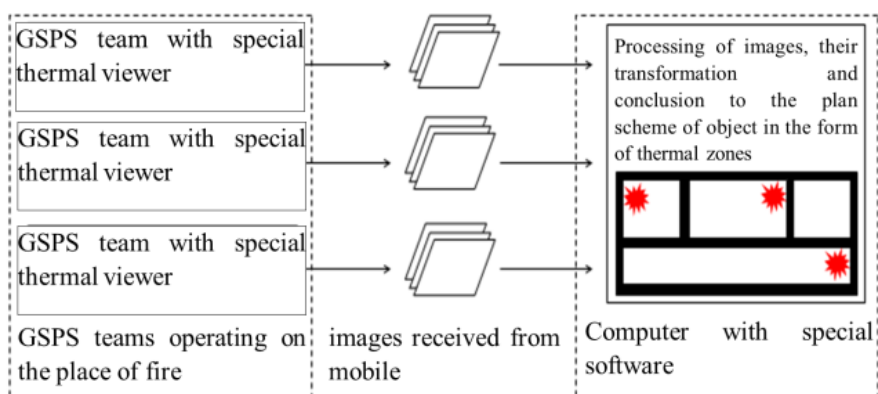 GSPS team with special
thermal viewer
GSPS team with special
thermal viewer
GSPS team with special
thermal viewer
GSPS teams operating on
the place of fire
images received from
mobile
Processing of images, their
transformation and
conclusion to the plan
scheme of object in the form
of thermal zones
Computer with special
software